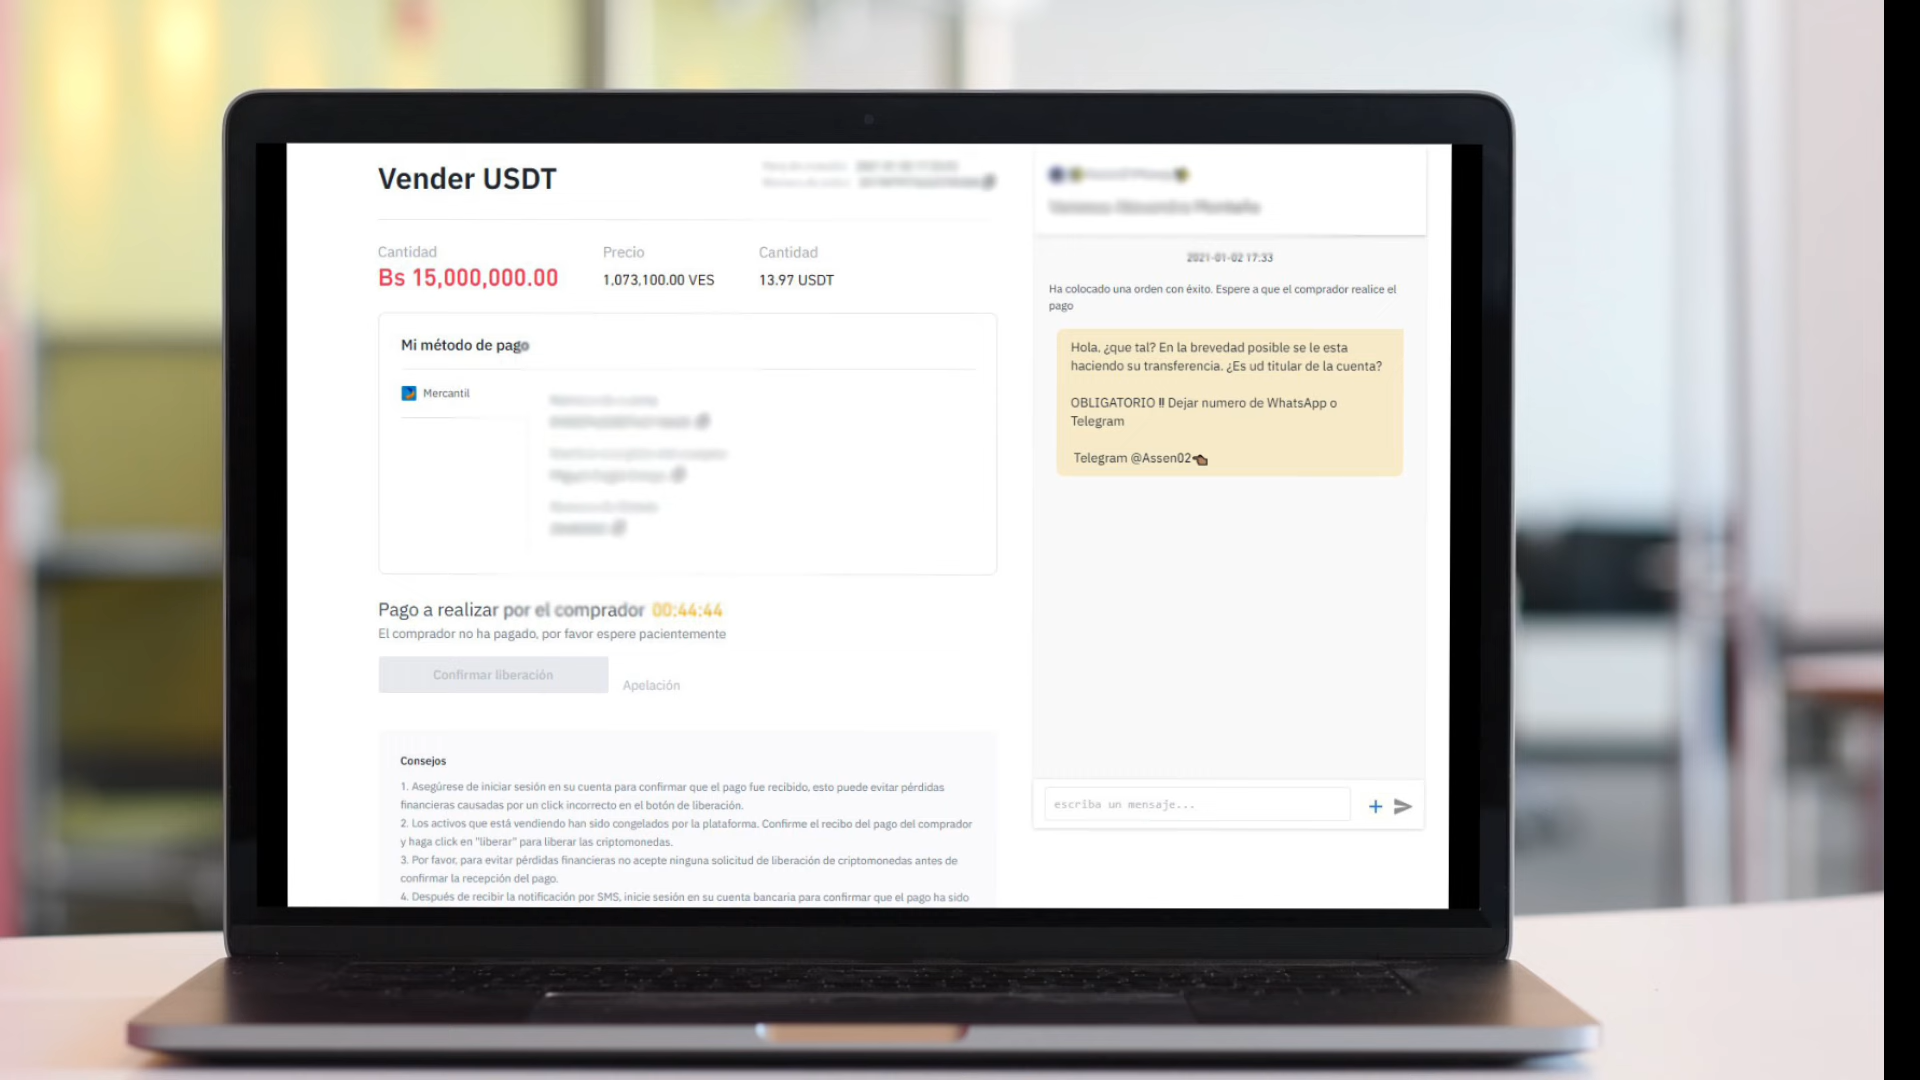 Vender USDT
Cantidad
Precio
Cantidad
Bs 15,000,000.00
1,073,100.00 VES
13.97 USDT
Mi método de pago
Mercantil
Pago a realizar por el comprador 00:44:44
El comprador no ha pagado, por favor espere pacientemente
Confirmar liberación
Apelación
Consejos
1. Asegúrese de iniciar sesión en su cuenta para confirmar que el pago fue recibido, esto puede evitar pérdidas
financieras causadas por un click incorrecto en el botón de liberación.
2. Los activos que está vendiendo han sido congelados por la plataforma. Confirme el recibo del pago del comprador
y haga click en "liberar" para liberar las criptomonedas.
3. Por favor, para evitar pérdidas financieras no acepte ninguna solicitud de liberación de criptomonedas antes de
confirmar la recepción del pago.
4. Después de recibir la notificación por SMS, inicie sesión en su cuenta bancaria para confirmar que el pago ha sido
2021-01-02 17:33
Ha colocado una orden con éxito. Espere a que el comprador realice el
pago
Hola, ¿que tal? En la brevedad posible se le esta
haciendo su transferencia. ¿Es ud titular de la cuenta?
OBLIGATORIO !! Dejar numero de WhatsApp o
Telegram
Telegram @Assen02
escriba un mensaje...